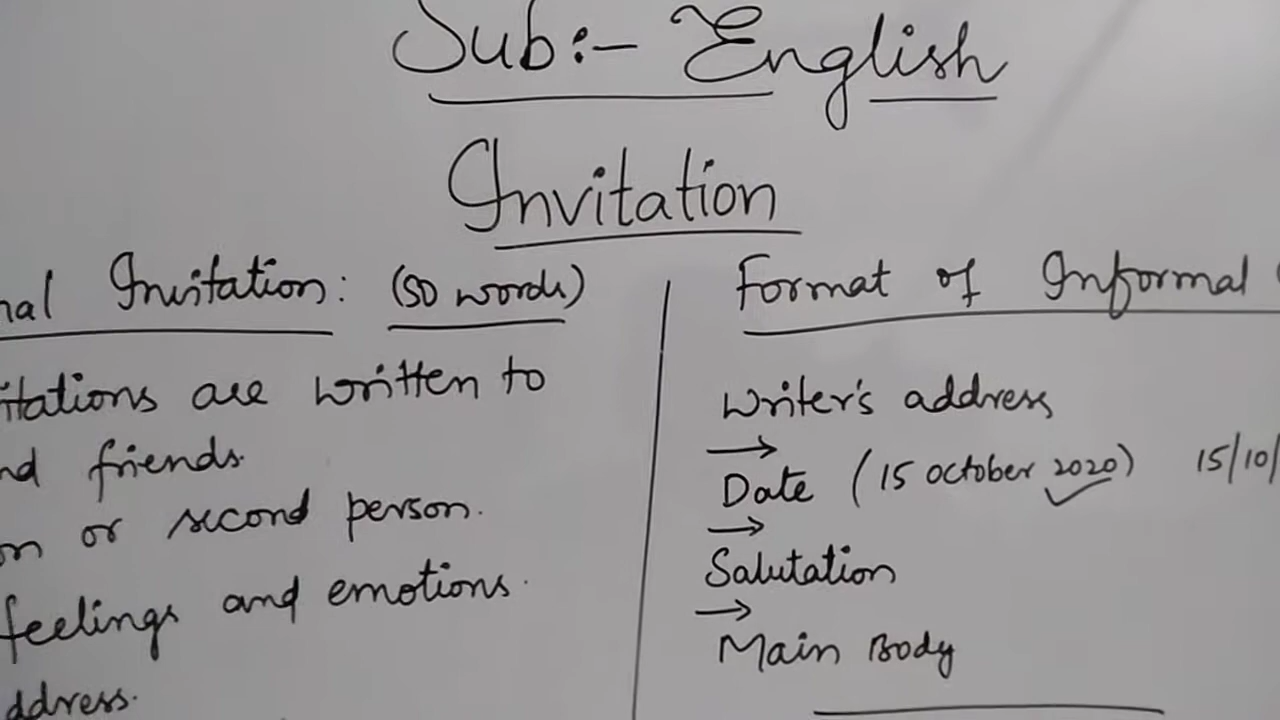 Sub:- English
Invitation
nal Invitation: (50 words)
itations are written to
nd friends.
on or second person.
feelings and emotions.
ddress.
Format of Informal
Writer's address
→
Date (15 October 2020) 15/10/
→
Salutation
→
Main Body